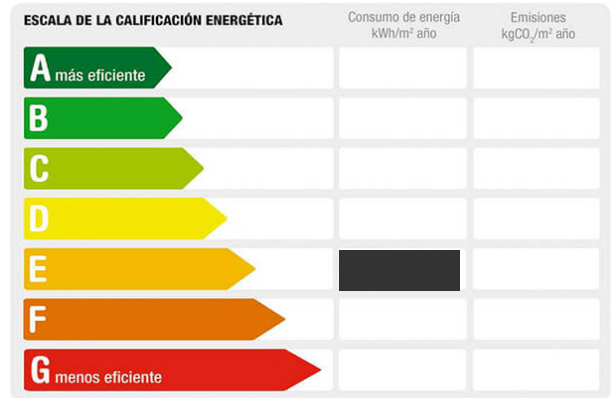 ESCALA DE LA CALIFICACIÓN ENERGÉTICA
Consumo de energía
kWh/m² año
Emisiones
kgCO₂/m² año
A más eficiente
B
C
D
E
F
G menos eficiente